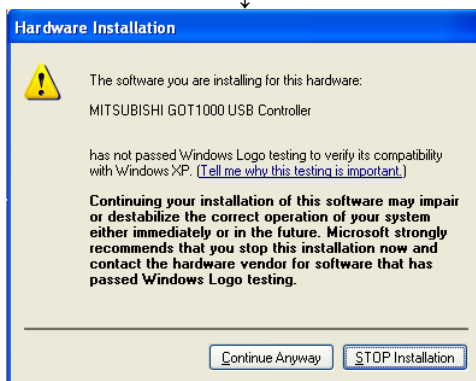 Hardware Installation
The software you are installing for this hardware:
MITSUBISHI GOT1000 USB Controller
has not passed Windows Logo testing to verify its compatibility
with Windows XP. (Tell me why this testing is important.)
Continuing your installation of this software may impair
or destabilize the correct operation of your system
either immediately or in the future. Microsoft strongly
recommends that you stop this installation now and
contact the hardware vendor for software that has
passed Windows Logo testing.
Continue Anyway STOP Installation